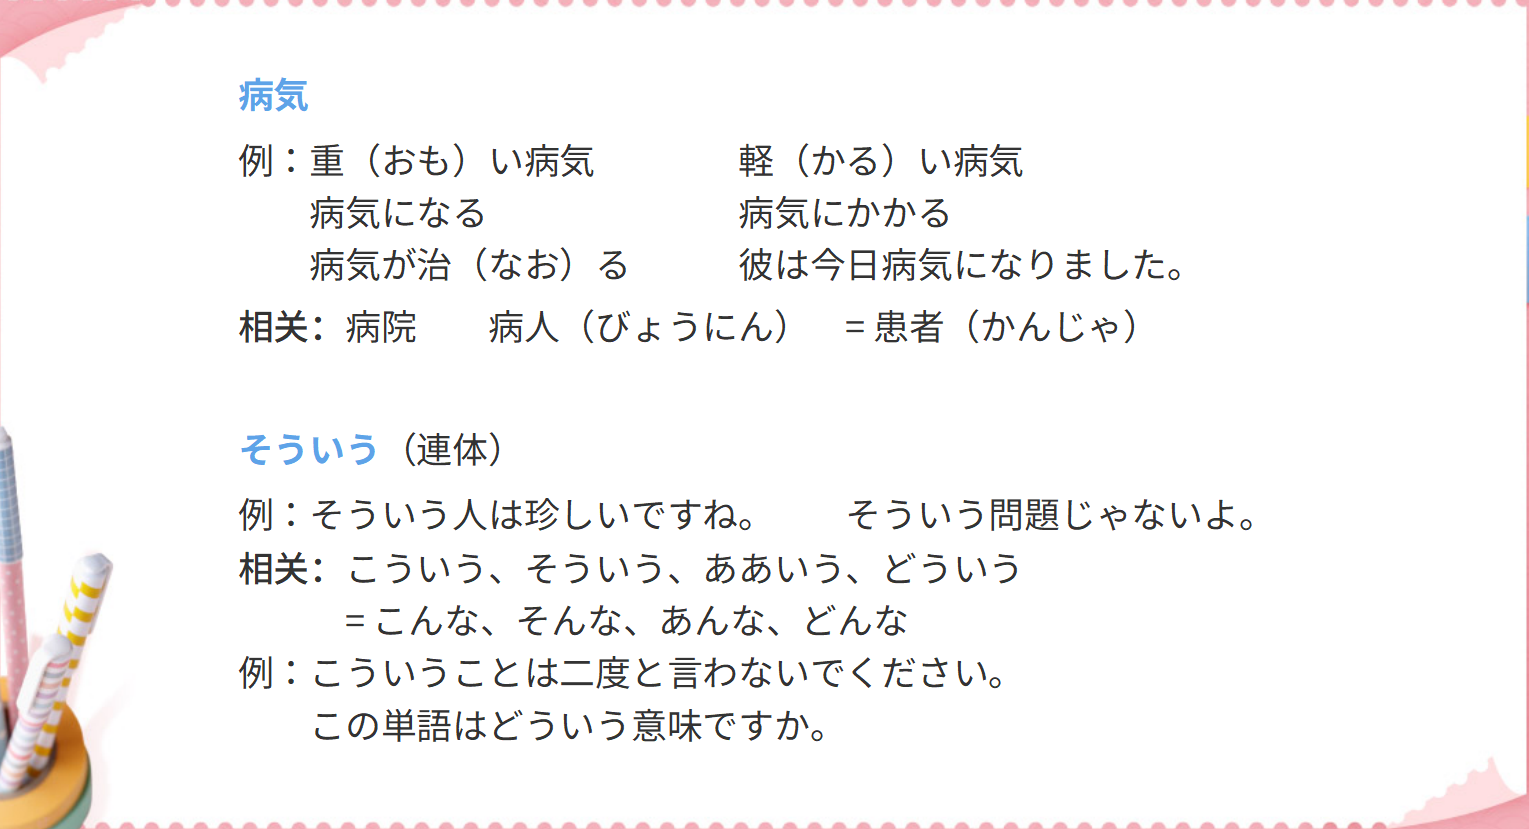 病気
例：重（おも）い病気　　　　軽（かる）い病気
病気になる　　　　　　　病気にかかる
病気が治（なお）る　　　彼は今日病気になりました。
相关：病院　　病人（びょうにん）　＝患者（かんじゃ）
そういう（連体）
例：そういう人は珍しいですね。　　そういう問題じゃないよ。
相关：こういう、そういう、ああいう、どういう
＝こんな、そんな、あんな、どんな
例：こういうことは二度と言わないでください。
この単語はどういう意味ですか。